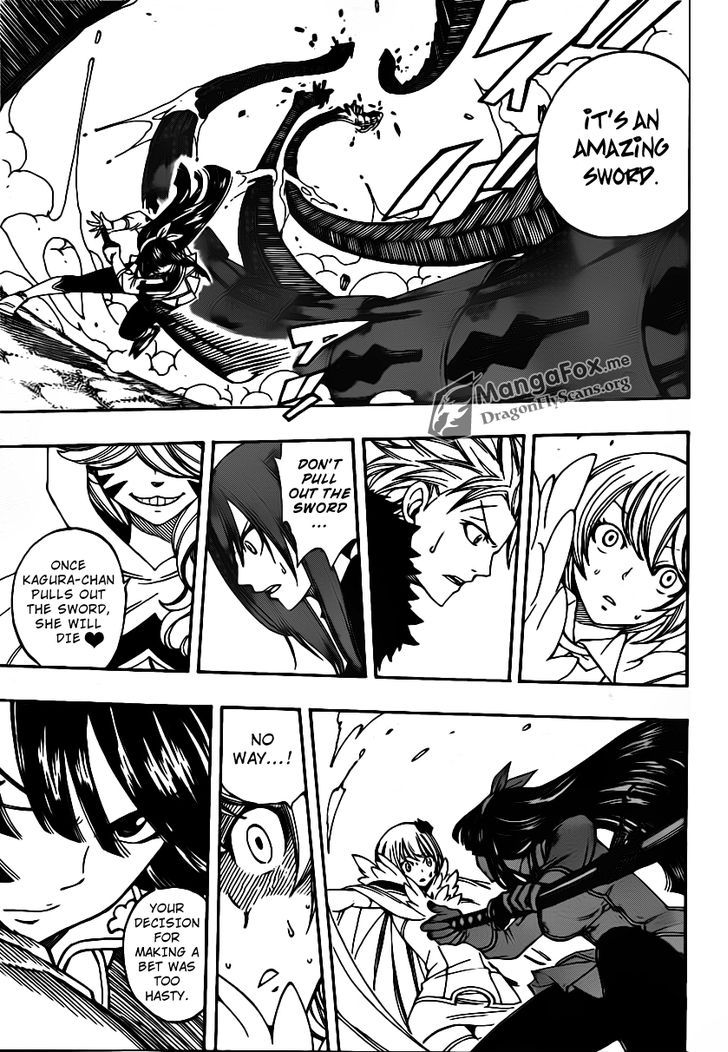 IT'S AN
AMAZING
SWORD.
MangaFox.me
DragonFlyScans.org
DON'T
PULL
OUT THE
SWORD
...
ONCE
KAGURA-CHAN
PULLS OUT
THE SWORD,
SHE WILL
DIE ♥
NO
WAY...!
YOUR
DECISION
FOR
MAKING A
BET WAS
TOO
HASTY.